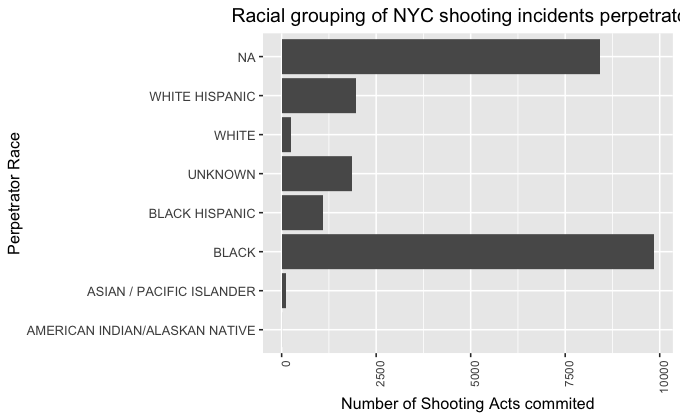 Racial grouping of NYC shooting incidents perpetrato
NA
WHITE HISPANIC
WHITE
UNKNOWN
BLACK HISPANIC
BLACK
ASIAN / PACIFIC ISLANDER
AMERICAN INDIAN/ALASKAN NATIVE
Perpetrator Race
0
2500
5000
7500
10000
Number of Shooting Acts commited